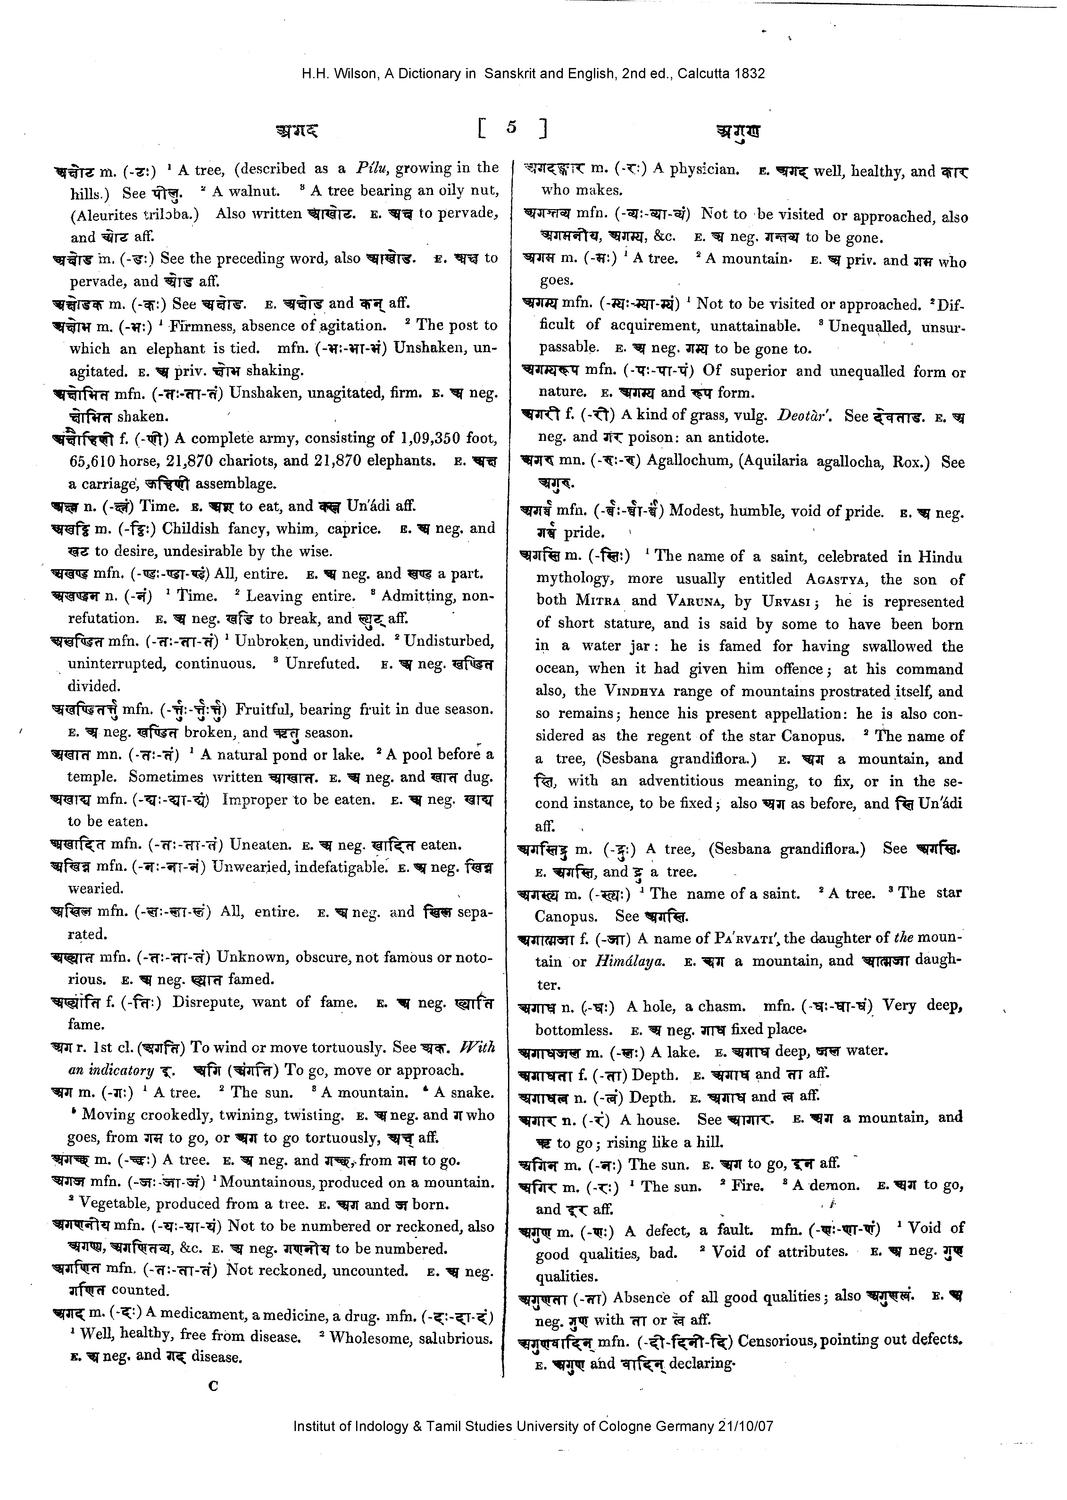 H.H. Wilson, A Dictionary in Sanskrit and English, 2nd ed., Calcutta 1832
अगद [ 5 ] अगुण
अक्षोट m. (-टः) ¹ A tree, (described as a Pílu, growing in the
hills.) See पीलु. ² A walnut. ³ A tree bearing an oily nut,
(Aleurites triloba.) Also written आखोट. E. अक्ष to pervade,
and ओट aff.
अक्षोड m. (-डः) See the preceding word, also आखोड. E. अक्ष to
pervade, and ओड aff.
अक्षोडक m. (-कः) See अक्षोड. E. अक्षोड and कन् aff.
अक्षोभ m. (-भः) ¹ Firmness, absence of agitation. ² The post to
which an elephant is tied. mfn. (-भः-भा-भं) Unshaken, un-
agitated. E. अ priv. क्षोभ shaking.
अक्षोभित mfn. (-तः-ता-तं) Unshaken, unagitated, firm. E. अ neg.
क्षोभित shaken.
अक्षौहिणी f. (-णी) A complete army, consisting of 1,09,350 foot,
65,610 horse, 21,870 chariots, and 21,870 elephants. E. अक्ष
a carriage, ऊहिणी assemblage.
अक्ष्ण n. (-क्ष्णं) Time. E. अश to eat, and क्स्न Un'ádi aff.
अखट्टि m. (-ट्टिः) Childish fancy, whim, caprice. E. अ neg. and
खट to desire, undesirable by the wise.
अखण्ड mfn. (-ण्डः-ण्डा-ण्डं) All, entire. E. अ neg. and खण्ड a part.
अखण्डन n. (-नं) ¹ Time. ² Leaving entire. ³ Admitting, non-
refutation. E. अ neg. खडि to break, and ल्युट् aff.
अखण्डित mfn. (-तः-ता-तं) ¹ Unbroken, undivided. ² Undisturbed,
uninterrupted, continuous. ³ Unrefuted. E. अ neg. खण्डित
divided.
अखण्डितर्त्तु mfn. (-र्त्तुः-र्त्तुः-र्त्तु) Fruitful, bearing fruit in due season.
E. अ neg. खण्डित broken, and ऋतु season.
अखात mn. (-तः-तं) ¹ A natural pond or lake. ² A pool before a
temple. Sometimes written आखात. E. अ neg. and खात dug.
अखाद्य mfn. (-द्यः-द्या-द्यं) Improper to be eaten. E. अ neg. खाद्य
to be eaten.
अखादित mfn. (-तः-ता-तं) Uneaten. E. अ neg. खादित eaten.
अखिन्न mfn. (-न्नः-न्ना-न्नं) Unwearied, indefatigable. E. अ neg. खिन्न
wearied.
अखिल mfn. (-लः-ला-लं) All, entire. E. अ neg. and खिल sepa-
rated.
अख्यात mfn. (-तः-ता-तं) Unknown, obscure, not famous or noto-
rious. E. अ neg. ख्यात famed.
अख्याति f. (-तिः) Disrepute, want of fame. E. अ neg. ख्याति
fame.
अग r. 1st cl. (अगति) To wind or move tortuously. See अक. With
an indicatory इ. अगि (अंगति) To go, move or approach.
अग m. (-गः) ¹ A tree. ² The sun. ³ A mountain. ⁴ A snake.
⁵ Moving crookedly, twining, twisting. E. अ neg. and ग who
goes, from गम to go, or अग to go tortuously, अच् aff.
अगच्छ m. (-च्छः) A tree. E. अ neg. and गच्छ, from गम to go.
अगज mfn. (-जः-जा-जं) ¹ Mountainous, produced on a mountain.
² Vegetable, produced from a tree. E. अग and ज born.
अगणनीय mfn. (-यः-या-यं) Not to be numbered or reckoned, also
अगण्य, अगणितव्य, &c. E. अ neg. गणनीय to be numbered.
अगणित mfn. (-तः-ता-तं) Not reckoned, uncounted. E. अ neg.
गणित counted.
अगद m. (-दः) A medicament, a medicine, a drug. mfn. (-दः-दा-दं)
¹ Well, healthy, free from disease. ² Wholesome, salubrious.
E. अ neg. and गद disease.
C
अगदङ्कार m. (-रः) A physician. E. अगद well, healthy, and कार
who makes.
अगन्तव्य mfn. (-व्यः-व्या-व्यं) Not to be visited or approached, also
अगमनीय, अगम्य, &c. E. अ neg. गन्तव्य to be gone.
अगम m. (-मः) ¹ A tree. ² A mountain. E. अ priv. and गम who
goes.
अगम्य mfn. (-म्यः-म्या-म्यं) ¹ Not to be visited or approached. ² Dif-
ficult of acquirement, unattainable. ³ Unequalled, unsur-
passable. E. अ neg. गम्य to be gone to.
अगम्यरूप mfn. (-पः-पा-पं) Of superior and unequalled form or
nature. E. अगम्य and रूप form.
अगरी f. (-री) A kind of grass, vulg. Deotàr'. See देवताड. E. अ
neg. and गर poison: an antidote.
अगरु mn. (-रुः-रु) Agallochum, (Aquilaria agallocha, Rox.) See
अगुरु.
अगर्व्व mfn. (-र्व्वः-र्व्वा-र्व्वं) Modest, humble, void of pride. E. अ neg.
गर्व्व pride.
अगस्ति m. (-स्तिः) ¹ The name of a saint, celebrated in Hindu
mythology, more usually entitled AGASTYA, the son of
both MITRA and VARUNA, by URVASI; he is represented
of short stature, and is said by some to have been born
in a water jar: he is famed for having swallowed the
ocean, when it had given him offence; at his command
also, the VINDHYA range of mountains prostrated itself, and
so remains; hence his present appellation: he is also con-
sidered as the regent of the star Canopus. ² The name of
a tree, (Sesbana grandiflora.) E. अग a mountain, and
स्ति, with an adventitious meaning, to fix, or in the se-
cond instance, to be fixed; also अग as before, and स्ति Un'ádi
aff.
अगस्तिद्रु m. (-द्रुः) A tree, (Sesbana grandiflora.) See अगस्ति.
E. अगस्ति, and द्रु a tree.
अगस्त्य m. (-स्त्यः) ¹ The name of a saint. ² A tree. ³ The star
Canopus. See अगस्ति.
अगात्मजा f. (-जा) A name of PA'RVATI', the daughter of the moun-
tain or Himálaya. E. अग a mountain, and आत्मजा daugh-
ter.
अगाध n. (-धः) A hole, a chasm. mfn. (-धः-धा-धं) Very deep,
bottomless. E. अ neg. गाध fixed place.
अगाधजल m. (-लः) A lake. E. अगाध deep, जल water.
अगाधता f. (-ता) Depth. E. अगाध and ता aff.
अगाधत्व n. (-त्वं) Depth. E. अगाध and त्व aff.
अगार n. (-रं) A house. See आगार. E. अग a mountain, and
ऋ to go; rising like a hill.
अगिन m. (-नः) The sun. E. अग to go, इन aff.
अगिर m. (-रः) ¹ The sun. ² Fire. ³ A demon. E. अग to go,
and इर aff.
अगुण m. (-णः) A defect, a fault. mfn. (-णः-णा-णं) ¹ Void of
good qualities, bad. ² Void of attributes. E. अ neg. गुण
qualities.
अगुणता (-ता) Absence of all good qualities; also अगुणत्वं. E. अ
neg. गुण with ता or त्व aff.
अगुणवादिन् mfn. (-दी-दिनी-दि) Censorious, pointing out defects.
E. अगुण and वादिन् declaring.
Institut of Indology & Tamil Studies University of Cologne Germany 21/10/07